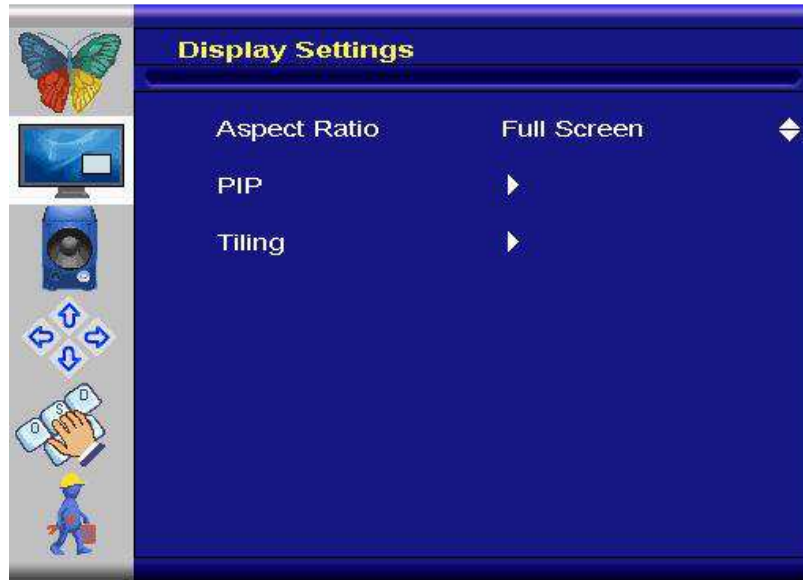 Display Settings
Aspect Ratio Full Screen
PIP
Tiling
O S D